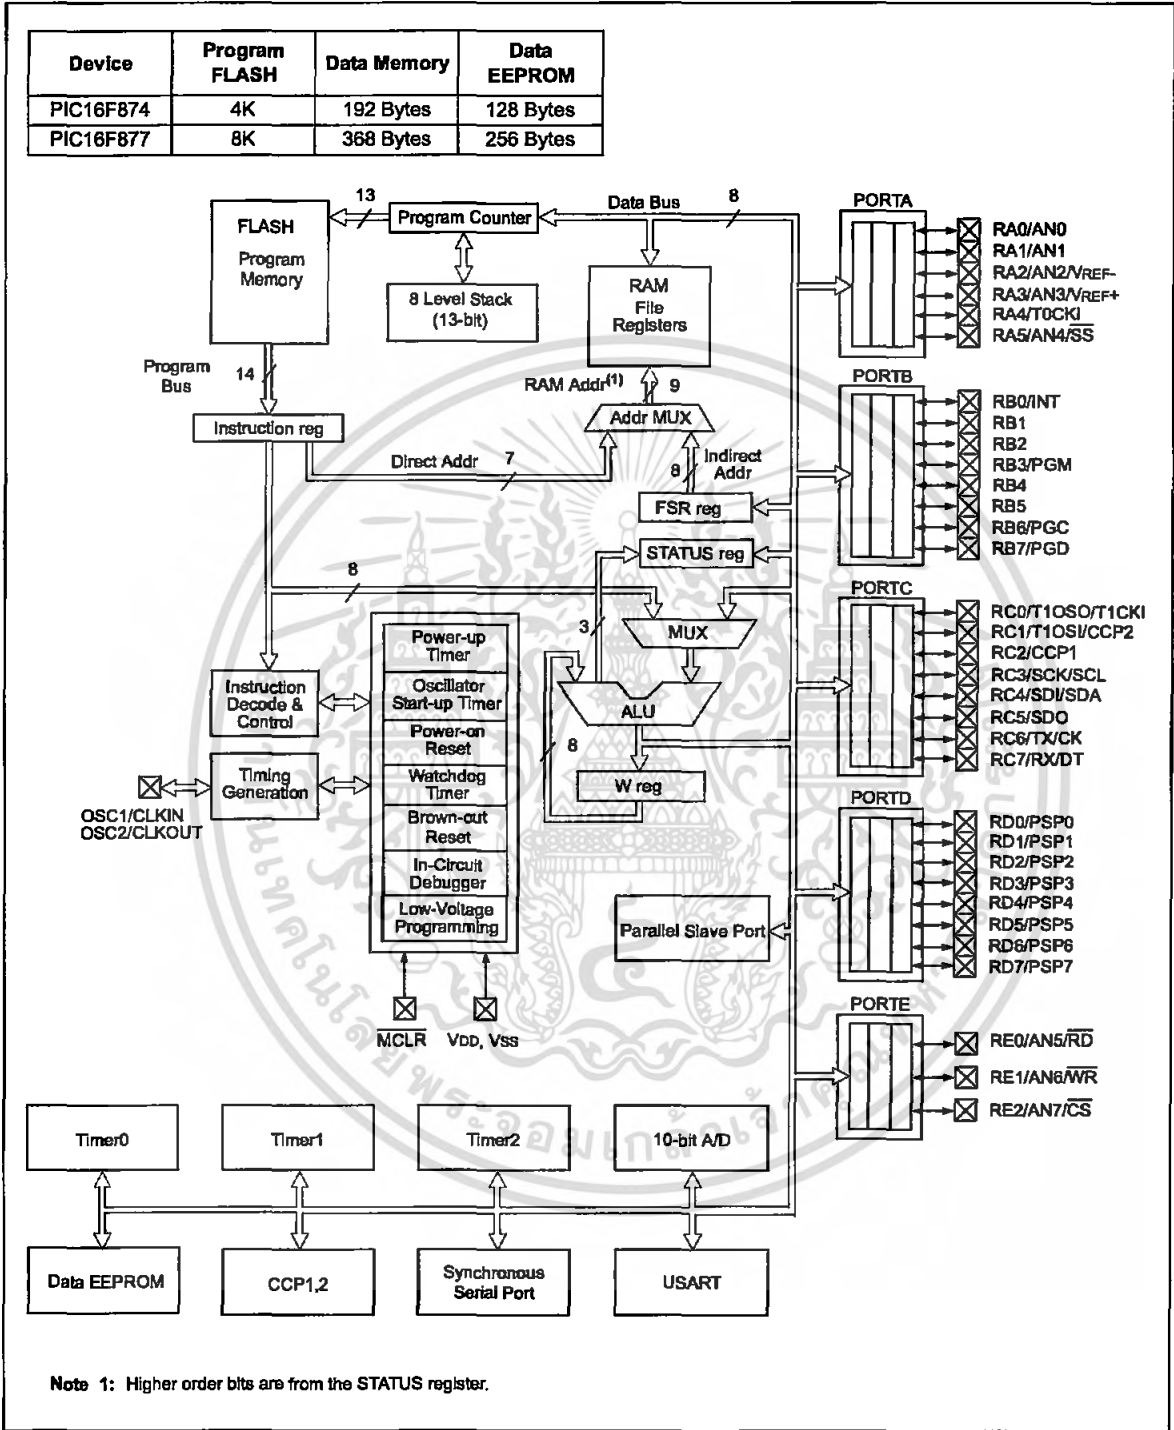 Device Program FLASH Data Memory Data EEPROM
PIC16F874 4K 192 Bytes 128 Bytes
PIC16F877 8K 368 Bytes 256 Bytes
FLASH
Program
Memory
13
Program Counter
Data Bus
8
8 Level Stack
(13-bit)
RAM
File
Registers
Program
Bus
14
RAM Addr(1)
9
Addr MUX
Instruction reg
Direct Addr
7
8
Indirect
Addr
FSR reg
STATUS reg
8
3
MUX
Power-up
Timer
Oscillator
Start-up Timer
Power-on
Reset
Watchdog
Timer
Brown-out
Reset
In-Circuit
Debugger
Low-Voltage
Programming
Instruction
Decode &
Control
Timing
Generation
OSC1/CLKIN
OSC2/CLKOUT
ALU
8
W reg
Parallel Slave Port
MCLR
VDD, VSS
PORTA
RA0/AN0
RA1/AN1
RA2/AN2/VREF-
RA3/AN3/VREF+
RA4/T0CKI
RA5/AN4/SS
PORTB
RB0/INT
RB1
RB2
RB3/PGM
RB4
RB5
RB6/PGC
RB7/PGD
PORTC
RC0/T1OSO/T1CKI
RC1/T1OSI/CCP2
RC2/CCP1
RC3/SCK/SCL
RC4/SDI/SDA
RC5/SDO
RC6/TX/CK
RC7/RX/DT
PORTD
RD0/PSP0
RD1/PSP1
RD2/PSP2
RD3/PSP3
RD4/PSP4
RD5/PSP5
RD6/PSP6
RD7/PSP7
PORTE
RE0/AN5/RD
RE1/AN6/WR
RE2/AN7/CS
Timer0
Timer1
Timer2
10-bit A/D
Data EEPROM
CCP1,2
Synchronous
Serial Port
USART
Note 1: Higher order bits are from the STATUS register.